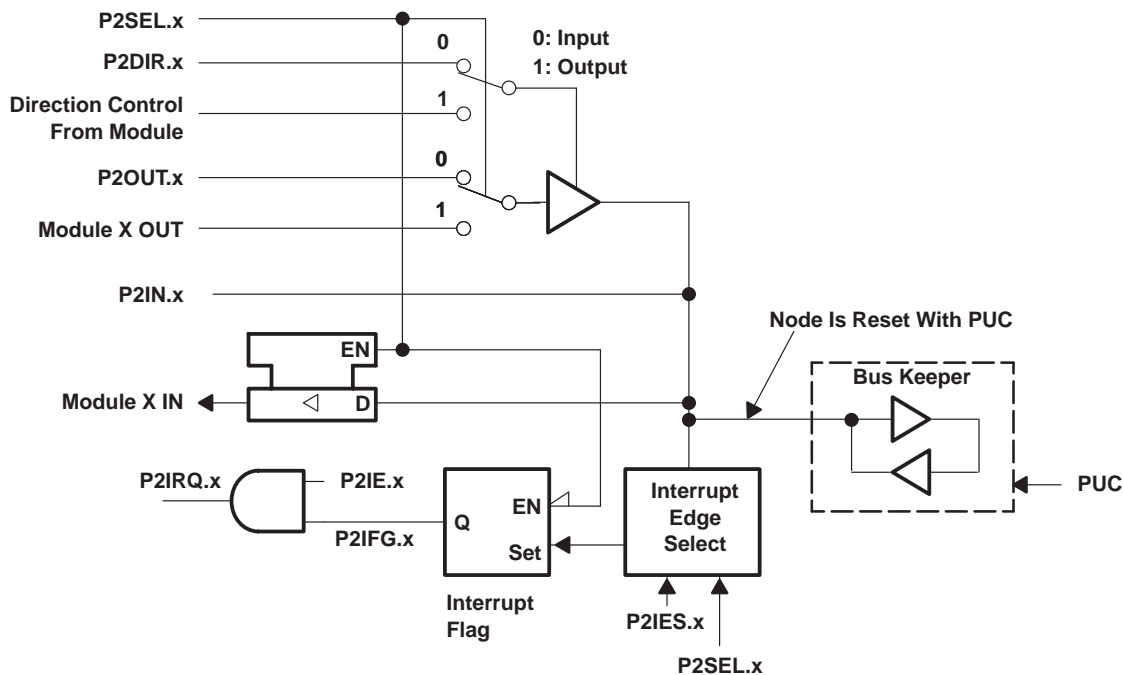 P2SEL.x
0
0: Input
1: Output
P2DIR.x
1
Direction Control
From Module
0
P2OUT.x
1
Module X OUT
P2IN.x
Node Is Reset With PUC
EN
Bus Keeper
Module X IN
D
P2IRQ.x
P2IE.x
PUC
Interrupt
Edge
Select
EN
Q
P2IFG.x
Set
Interrupt
Flag
P2IES.x
P2SEL.x